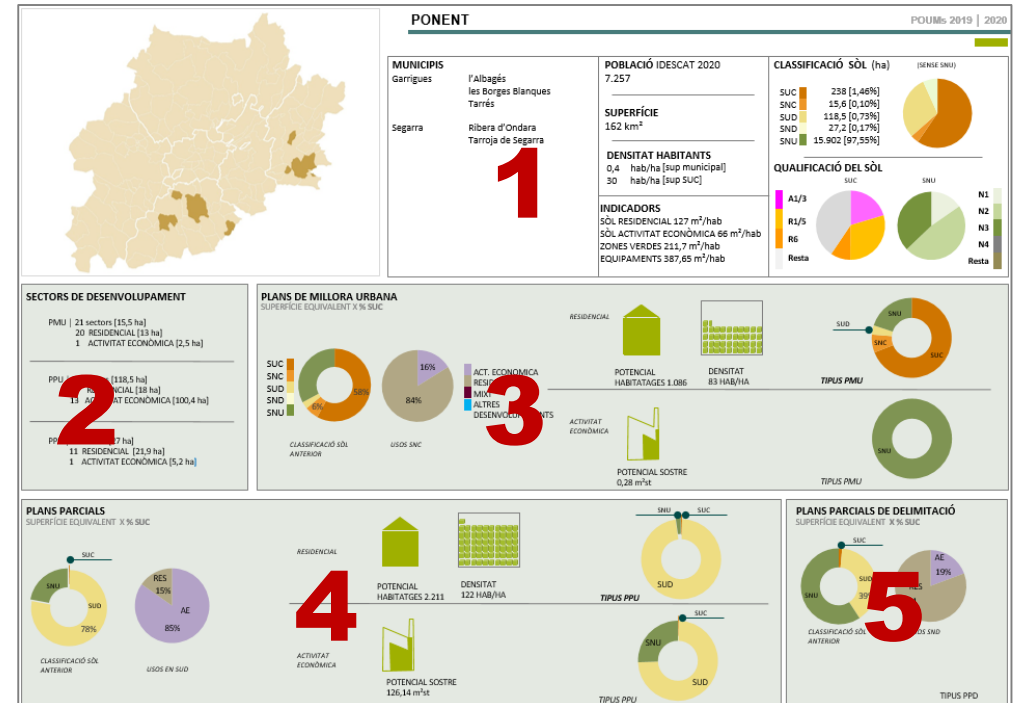 PONENT
POUMs 2019 | 2020
MUNICIPIS
Garrigues l'Albagés
les Borges Blanques
Tarrés
Segarra Ribera d'Ondara
Tarroja de Segarra
1
POBLACIÓ IDESCAT 2020
7.257
SUPERFÍCIE
162 km²
DENSITAT HABITANTS
0,4 hab/ha [sup municipal]
30 hab/ha [sup SUC]
INDICADORS
SÒL RESIDENCIAL 127 m²/hab
SÒL ACTIVITAT ECONÒMICA 66 m²/hab
ZONES VERDES 211,7 m²/hab
EQUIPAMENTS 387,65 m²/hab
CLASSIFICACIÓ SÒL (ha) (SENSE SNU)
SUC 238 [1,46%]
SNC 15,6 [0,10%]
SUD 118,5 [0,73%]
SND 27,2 [0,17%]
SNU 15.902 [97,55%]
QUALIFICACIÓ DEL SÒL
SUC SNU
A1/3
R1/5
R6
Resta
N1
N2
N3
N4
Resta
SECTORS DE DESENVOLUPAMENT
PMU | 21 sectors [15,5 ha]
20 RESIDENCIAL [13 ha]
1 ACTIVITAT ECONÒMICA [2,5 ha]
PPU [118,5 ha]
RESIDENCIAL [18 ha]
13 ACTIVITAT ECONÒMICA [100,4 ha]
2
11 RESIDENCIAL [21,9 ha]
1 ACTIVITAT ECONÒMICA [5,2 ha]
PLANS DE MILLORA URBANA
SUPERFÍCIE EQUIVALENT X % SUC
SUC
SNC
SUD
SND
SNU
58%
6%
CLASSIFICACIÓ SÒL
ANTERIOR
16%
84%
USOS SNC
ACT. ECONOMICA
ALTRES
3
RESIDENCIAL
POTENCIAL
HABITATAGES 1.086
DENSITAT
83 HAB/HA
SUD
SNU
SNC
SUC
TIPUS PMU
ACTIVITAT
ECONÒMICA
POTENCIAL SOSTRE
0,28 m²st
SNU
TIPUS PMU
PLANS PARCIALS
SUPERFÍCIE EQUIVALENT X % SUC
SUC
SNU
SUD
78%
CLASSIFICACIÓ SÒL
ANTERIOR
RES
15%
AE
85%
USOS EN SUD
4
RESIDENCIAL
POTENCIAL
HABITATGES 2.211
DENSITAT
122 HAB/HA
SNU SUC
SUD
TIPUS PPU
ACTIVITAT
ECONÒMICA
POTENCIAL SOSTRE
126,14 m²st
SUC
SNU
SUD
TIPUS PPU
PLANS PARCIALS DE DELIMITACIÓ
SUPERFÍCIE EQUIVALENT X % SUC
SUC
SUD
SNU
CLASSIFICACIÓ SÒL
ANTERIOR
AE
19%
RES
5
SND
TIPUS PPD